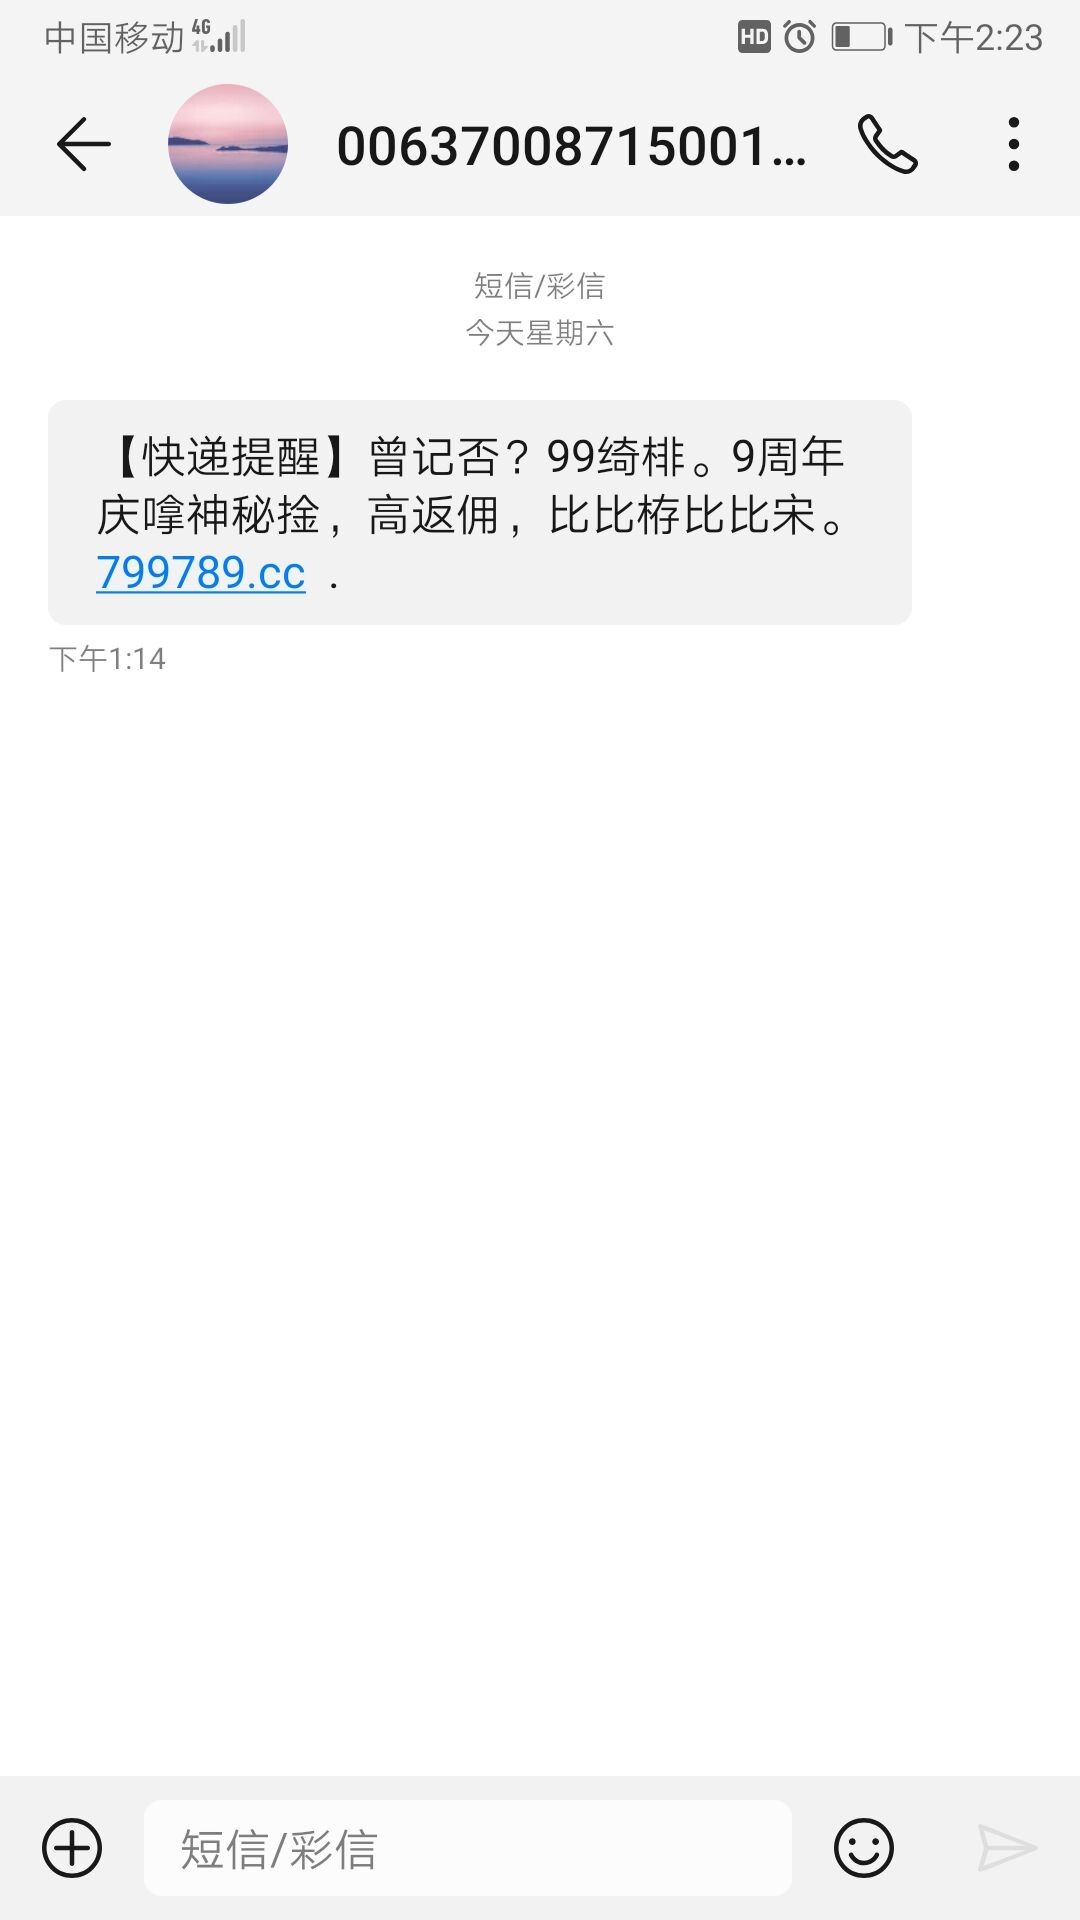 中国移动 4G HD 下午2:23
00637008715001...
短信/彩信
今天星期六
【快递提醒】曾记否？99绮棑。9周年
庆嗱神秘捦，高返佣，比比栫比比宋。
799789.cc .
下午1:14
短信/彩信